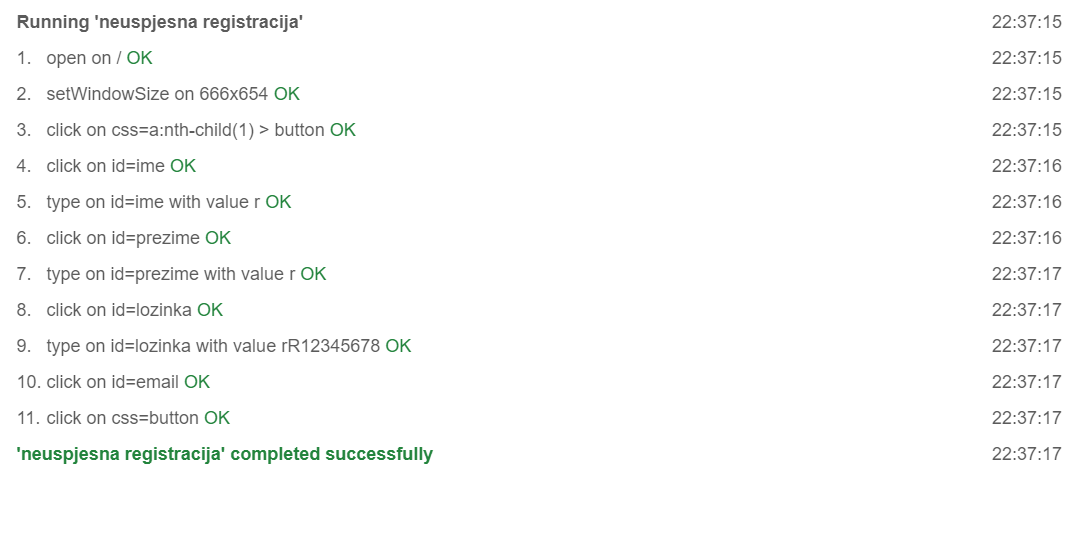 Running 'neuspjesna registracija' 22:37:15
1. open on / OK 22:37:15
2. setWindowSize on 666x654 OK 22:37:15
3. click on css=a:nth-child(1) > button OK 22:37:15
4. click on id=ime OK 22:37:16
5. type on id=ime with value r OK 22:37:16
6. click on id=prezime OK 22:37:16
7. type on id=prezime with value r OK 22:37:17
8. click on id=lozinka OK 22:37:17
9. type on id=lozinka with value rR12345678 OK 22:37:17
10. click on id=email OK 22:37:17
11. click on css=button OK 22:37:17
'neuspjesna registracija' completed successfully 22:37:17